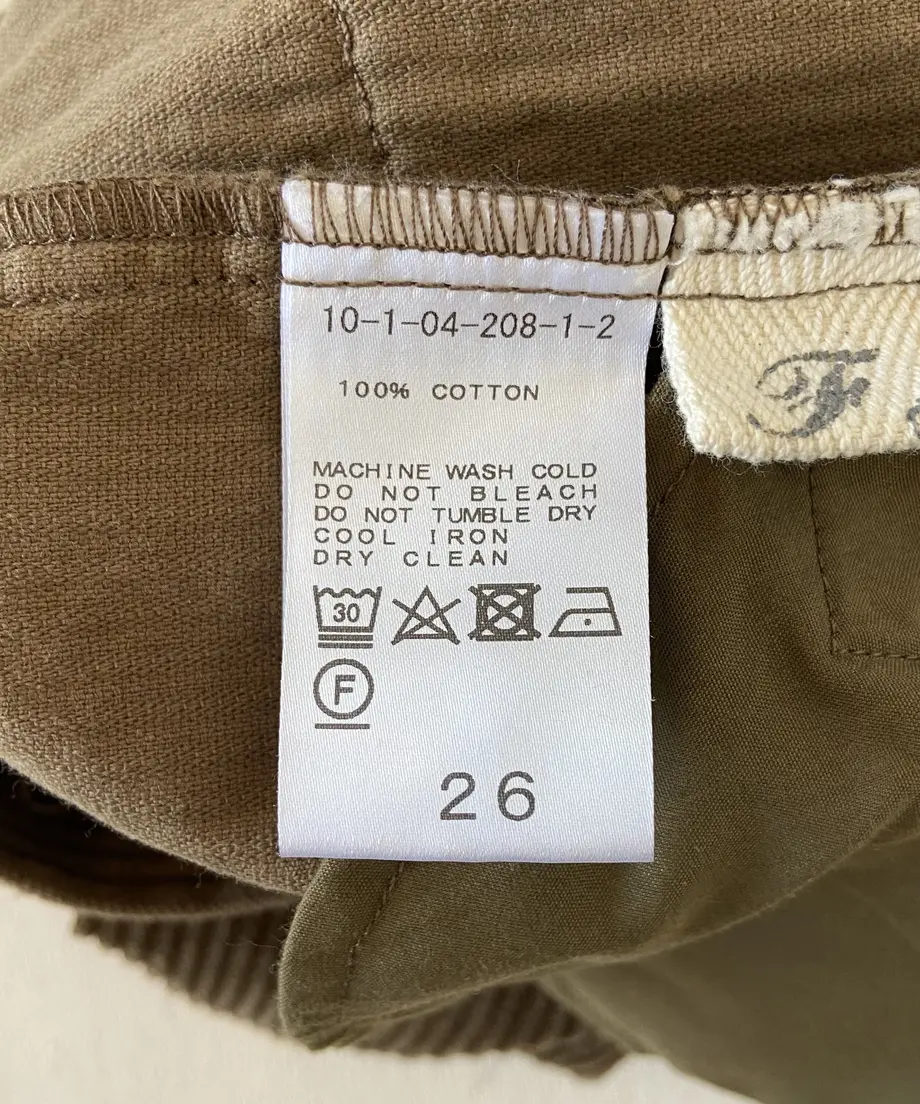 10-1-04-208-1-2
100% COTTON
MACHINE WASH COLD
DO NOT BLEACH
DO NOT TUMBLE DRY
COOL IRON
DRY CLEAN
30
F
26
F